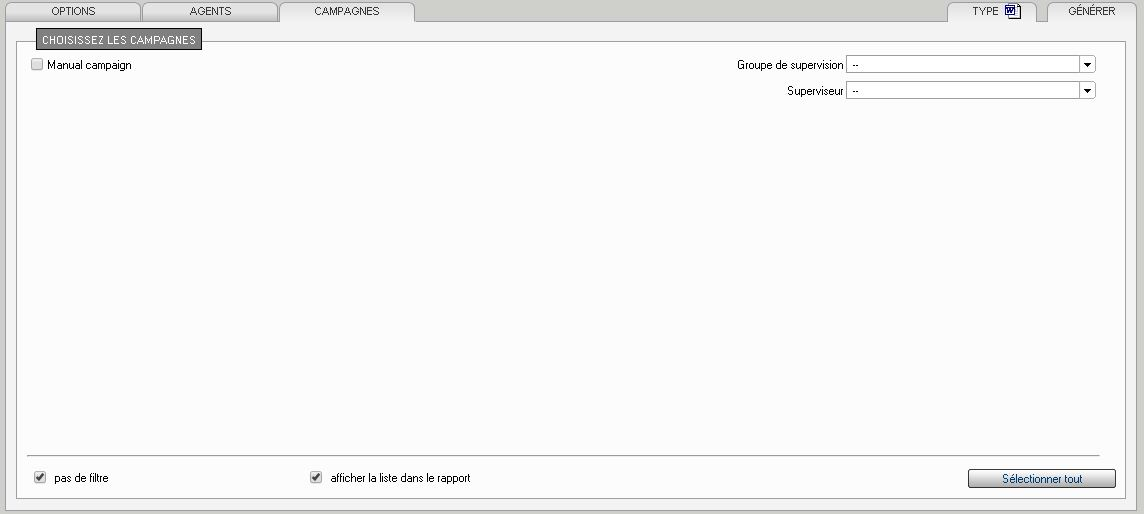 OPTIONS AGENTS CAMPAGNES TYPE GÉNÉRER
CHOISISSEZ LES CAMPAGNES
Manual campaign Groupe de supervision --
Superviseur --
pas de filtre afficher la liste dans le rapport Sélectionner tout